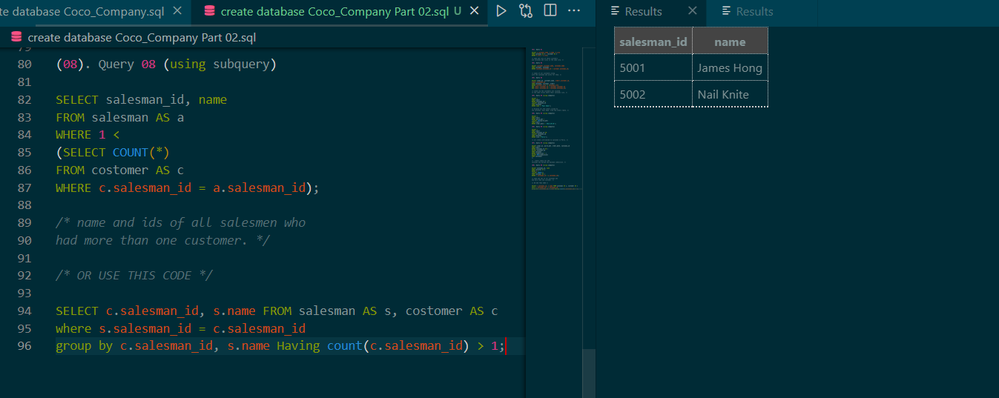 te database Coco_Company.sql
create database Coco_Company Part 02.sql U
Results
Results
create database Coco_Company Part 02.sql
79
80 (08). Query 08 (using subquery)
81
82 SELECT salesman_id, name
83 FROM salesman AS a
84 WHERE 1 <
85 (SELECT COUNT(*)
86 FROM costomer AS c
87 WHERE c.salesman_id = a.salesman_id);
88
89 /* name and ids of all salesmen who
90 had more than one customer. */
91
92 /* OR USE THIS CODE */
93
94 SELECT c.salesman_id, s.name FROM salesman AS s, costomer AS c
95 where s.salesman_id = c.salesman_id
96 group by c.salesman_id, s.name Having count(c.salesman_id) > 1;
salesman_id name
5001 James Hong
5002 Nail Knite